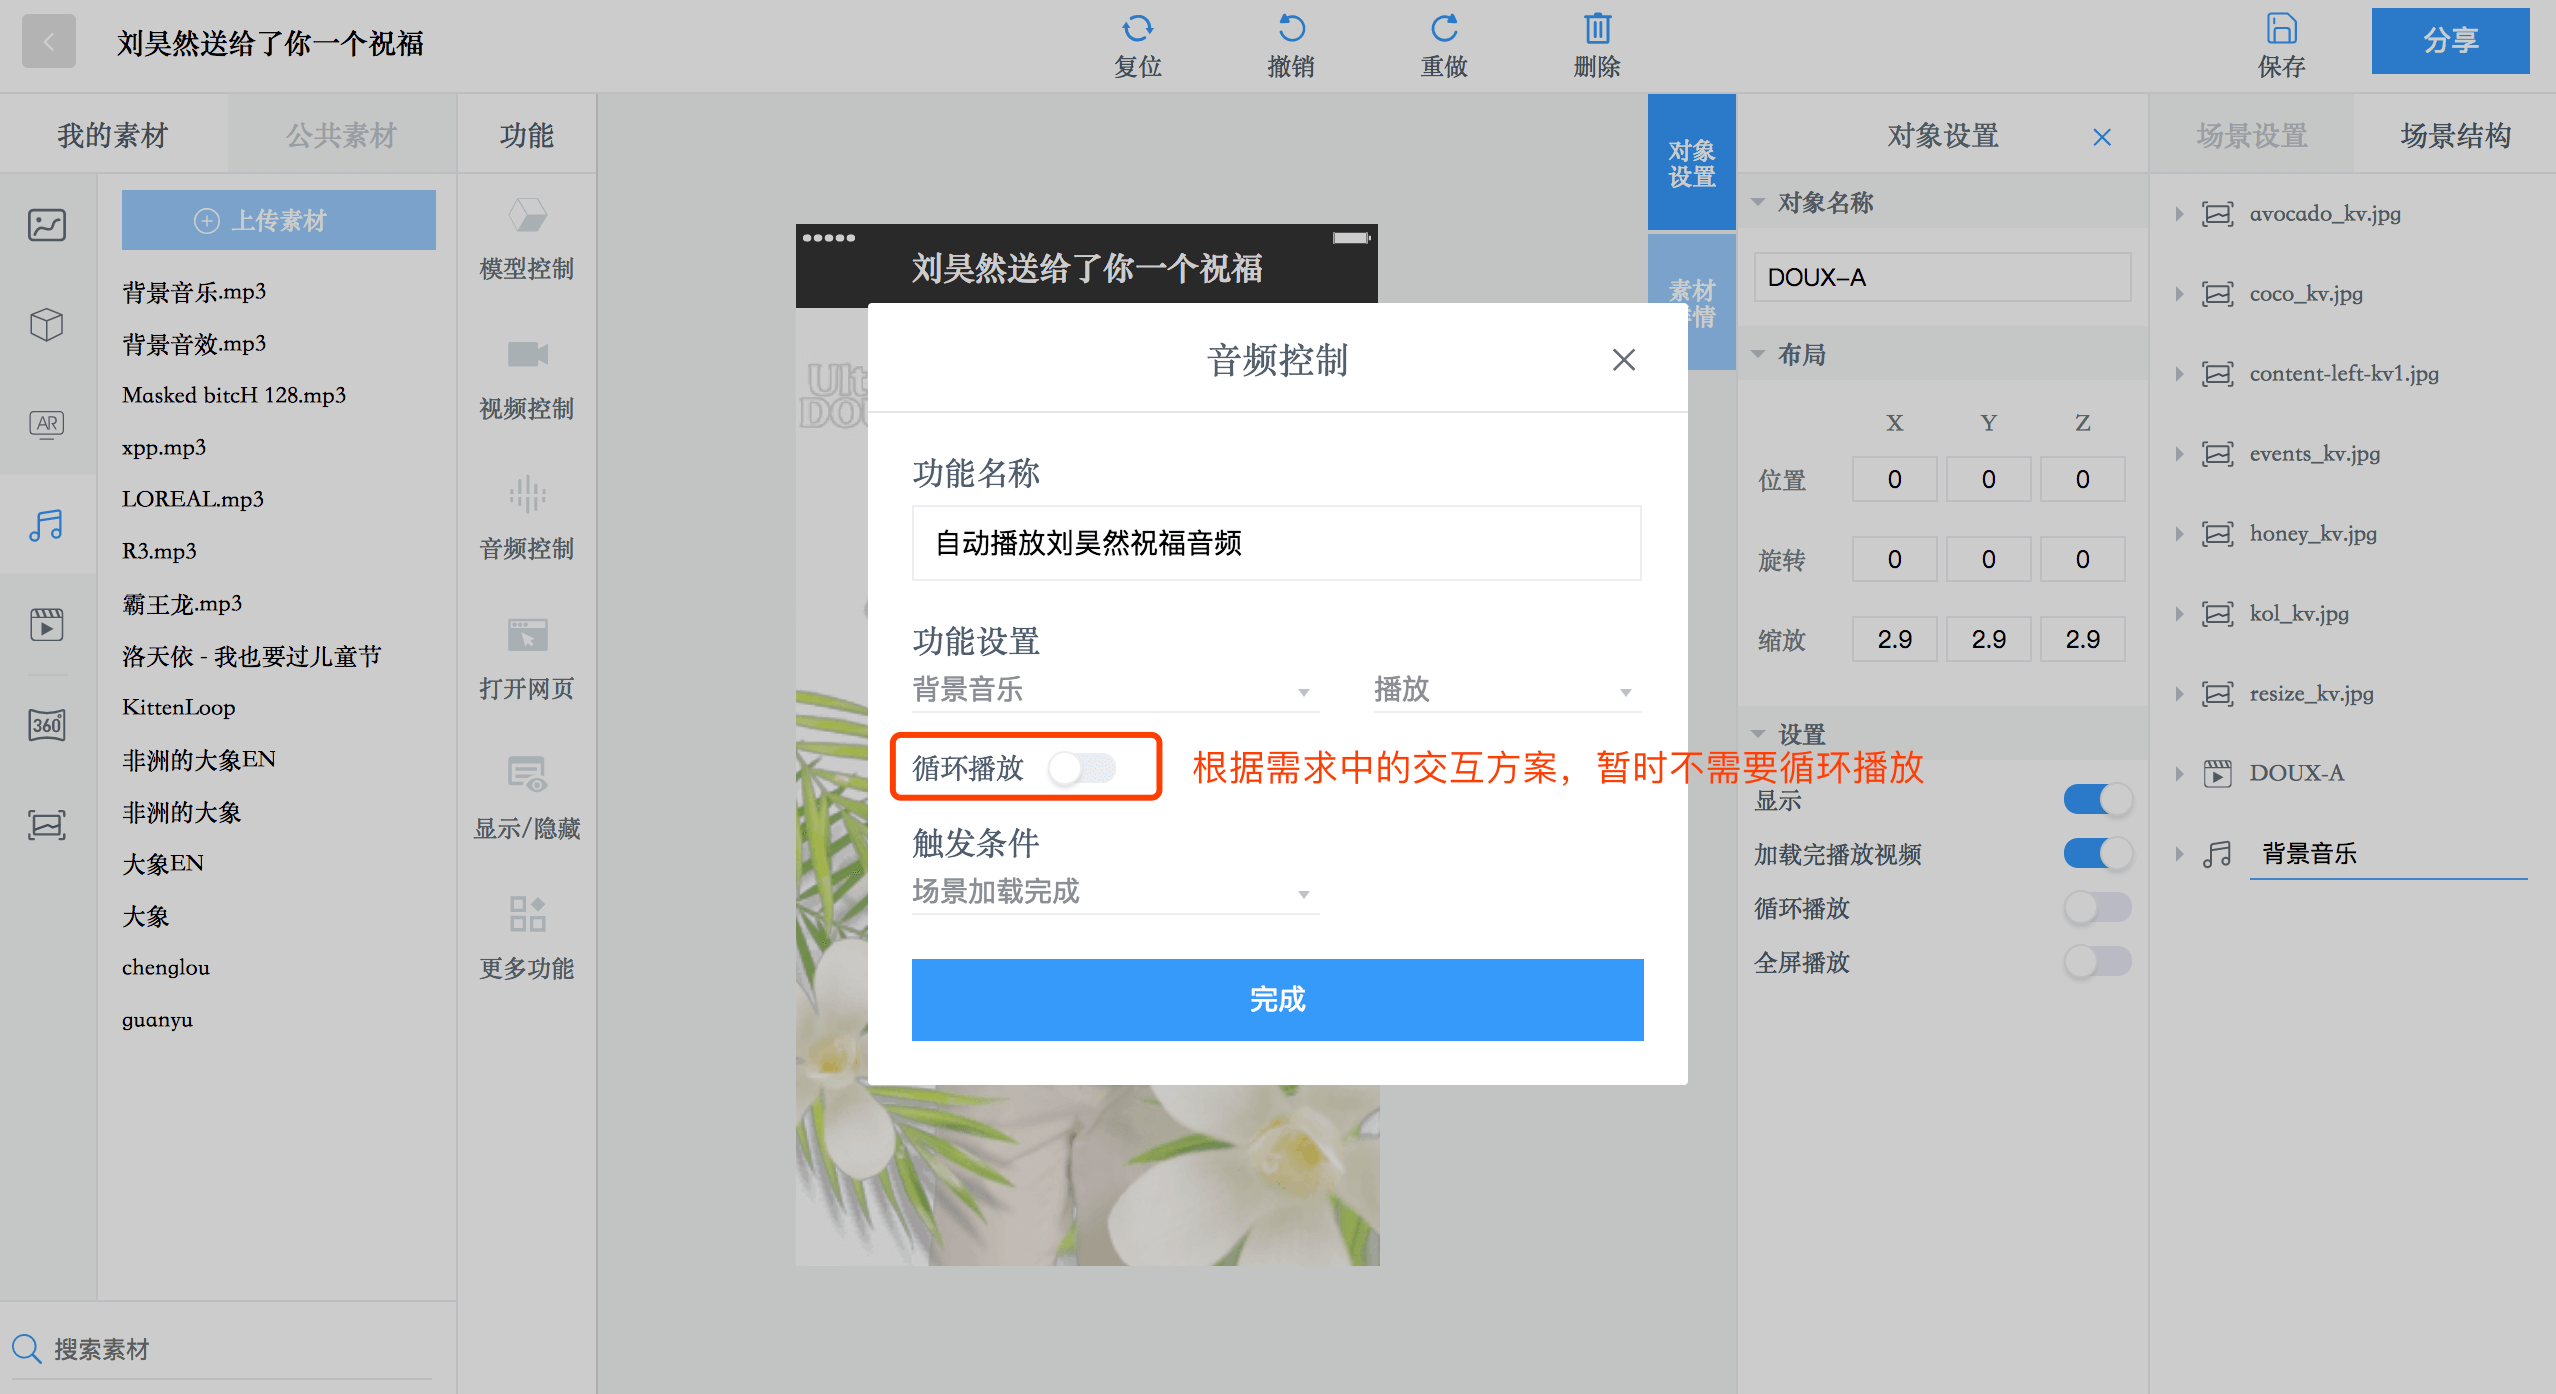 刘昊然送给了你一个祝福
复位
撤销
重做
删除
保存
分享
我的素材
公共素材
功能
上传素材
背景音乐.mp3
背景音效.mp3
Masked bitcH 128.mp3
xpp.mp3
LOREAL.mp3
R3.mp3
霸王龙.mp3
洛天依 - 我也要过儿童节
KittenLoop
非洲的大象EN
非洲的大象
大象EN
大象
chenglou
guanyu
搜索素材
AR
360°
模型控制
视频控制
音频控制
打开网页
显示/隐藏
更多功能
刘昊然送给了你一个祝福
Ult
DOU
音频控制
功能名称
自动播放刘昊然祝福音频
功能设置
背景音乐
播放
循环播放
根据需求中的交互方案，暂时不需要循环播放
触发条件
场景加载完成
完成
对象
设置
素材
情
对象设置
对象名称
DOUX-A
布局
X Y Z
位置 0 0 0
旋转 0 0 0
缩放 2.9 2.9 2.9
设置
显示
加载完播放视频
循环播放
全屏播放
场景设置
场景结构
avocado_kv.jpg
coco_kv.jpg
content-left-kv1.jpg
events_kv.jpg
honey_kv.jpg
kol_kv.jpg
resize_kv.jpg
DOUX-A
背景音乐